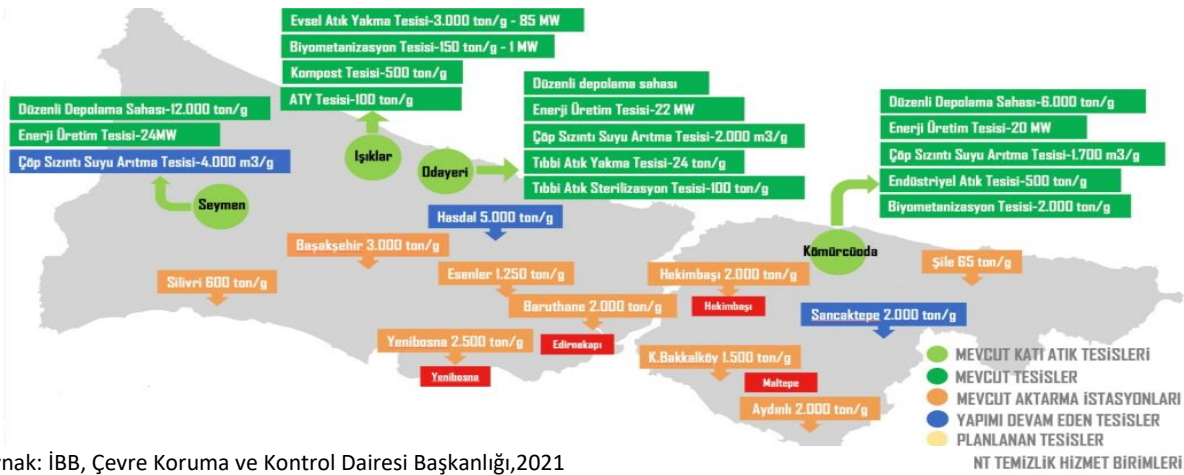 Evsel Atık Yakma Tesisi-3.000 ton/g - 85 MW
Biyometanizasyon Tesisi-150 ton/g - 1 MW
Kompost Tesisi-500 ton/g
ATY Tesisi-100 ton/g
Düzenli depolama sahası
Enerji Üretim Tesisi-22 MW
Çöp Sızıntı Suyu Arıtma Tesisi-2.000 m3/g
Tıbbi Atık Yakma Tesisi-24 ton/g
Tıbbi Atık Sterilizasyon Tesisi-100 ton/g
Düzenli Depolama Sahası-6.000 ton/g
Enerji Üretim Tesisi-20 MW
Çöp Sızıntı Suyu Arıtma Tesisi-1.700 m3/g
Endüstriyel Atık Tesisi-500 ton/g
Biyometanizasyon Tesisi-2.000 ton/g
Düzenli Depolama Sahası-12.000 ton/g
Enerji Üretim Tesisi-24MW
Çöp Sızıntı Suyu Arıtma Tesisi-4.000 m3/g
Işıklar
Odayeri
Seymen
Kömürcüoda
Hasdal 5.000 ton/g
Başakşehir 3.000 ton/g
Silivri 600 ton/g
Esenler 1.250 ton/g
Baruthane 2.000 ton/g
Edirnekapı
Yenibosna 2.500 ton/g
Yenibosna
Hekimbaşı 2.000 ton/g
Hekimbaşı
Şile 65 ton/g
Sancaktepe 2.000 ton/g
K.Bakkalköy 1.500 ton/g
Maltepe
Aydınlı 2.000 ton/g
MEVCUT KATI ATIK TESİSLERİ
MEVCUT TESİSLER
MEVCUT AKTARMA İSTASYONLARI
YAPIMI DEVAM EDEN TESİSLER
PLANLANAN TESİSLER
NT TEMİZLİK HİZMET BİRİMLERİ
nak: İBB, Çevre Koruma ve Kontrol Dairesi Başkanlığı,2021